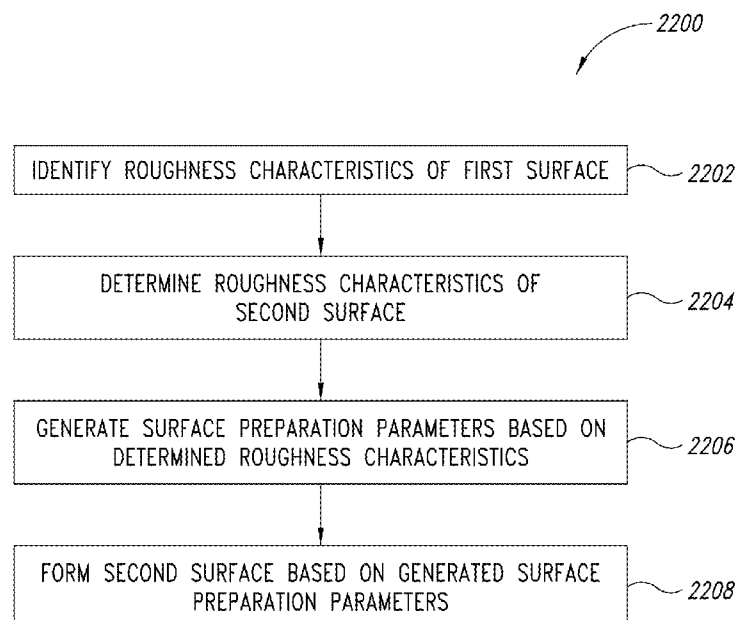 2200
IDENTIFY ROUGHNESS CHARACTERISTICS OF FIRST SURFACE
2202
DETERMINE ROUGHNESS CHARACTERISTICS OF
SECOND SURFACE
2204
GENERATE SURFACE PREPARATION PARAMETERS BASED ON
DETERMINED ROUGHNESS CHARACTERISTICS
2206
FORM SECOND SURFACE BASED ON GENERATED SURFACE
PREPARATION PARAMETERS
2208